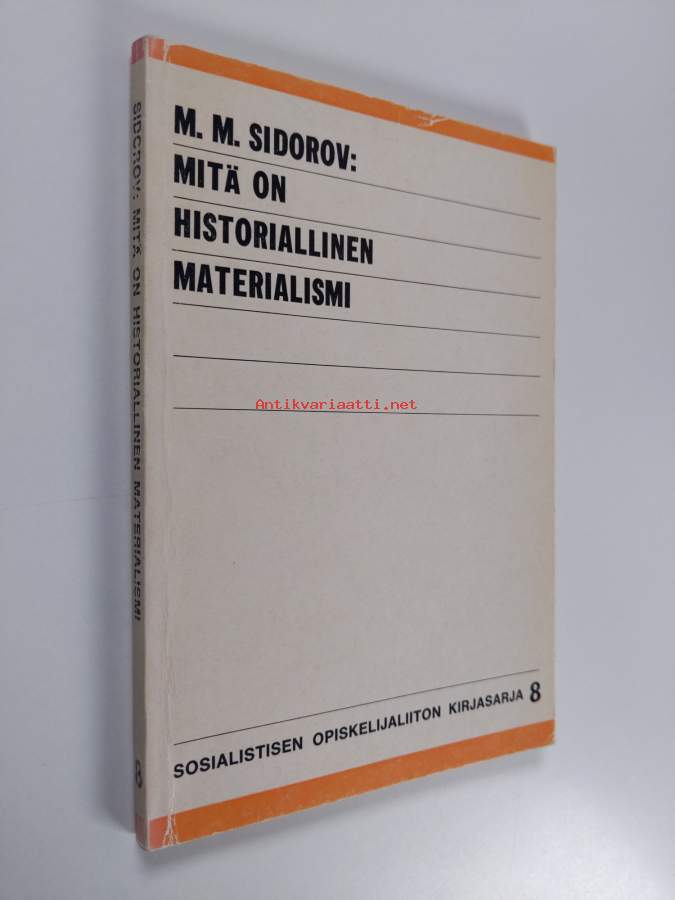 M. M. SIDOROV:
MITÄ ON
HISTORIALLINEN
MATERIALISMI
Antikvariaatti.net
SOSIALISTISEN OPISKELIJALIITON KIRJASARJA 8
SIDOROV: MITÄ ON HISTORIALLINEN MATERIALISMI
8